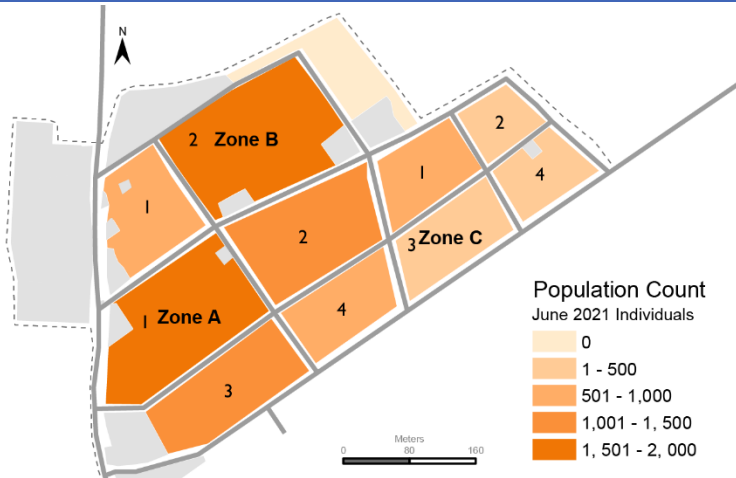 N
2 Zone B
2
1
1
4
2
3 Zone C
1 Zone A
4
3
Population Count
June 2021 Individuals
0
1 - 500
501 - 1,000
1,001 - 1, 500
1, 501 - 2, 000
Meters
0 80 160